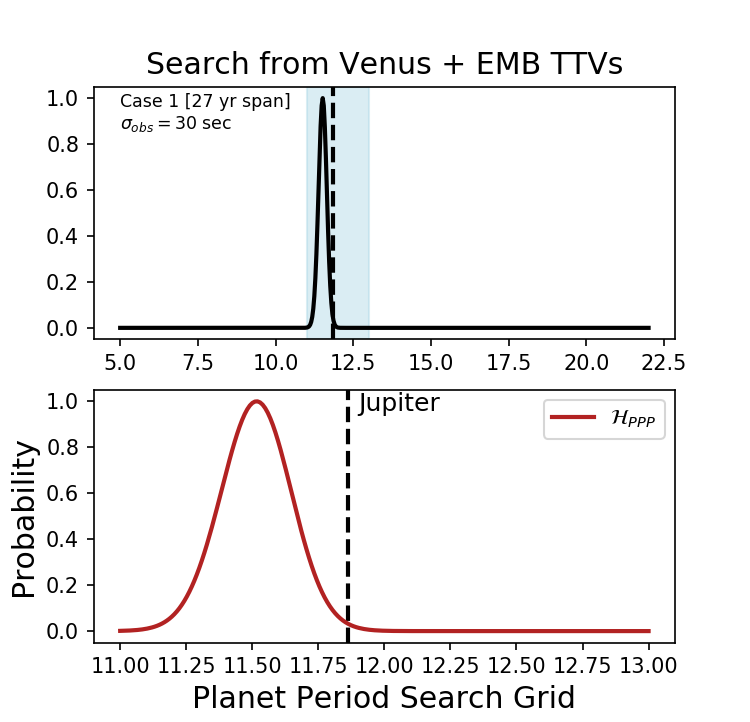 Search from Venus + EMB TTVs
Case 1 [27 yr span]
σ_obs = 30 sec
1.0
0.8
0.6
0.4
0.2
0.0
5.0 7.5 10.0 12.5 15.0 17.5 20.0 22.5
Jupiter
ℋ_PPP
Probability
1.0
0.8
0.6
0.4
0.2
0.0
11.00 11.25 11.50 11.75 12.00 12.25 12.50 12.75 13.00
Planet Period Search Grid